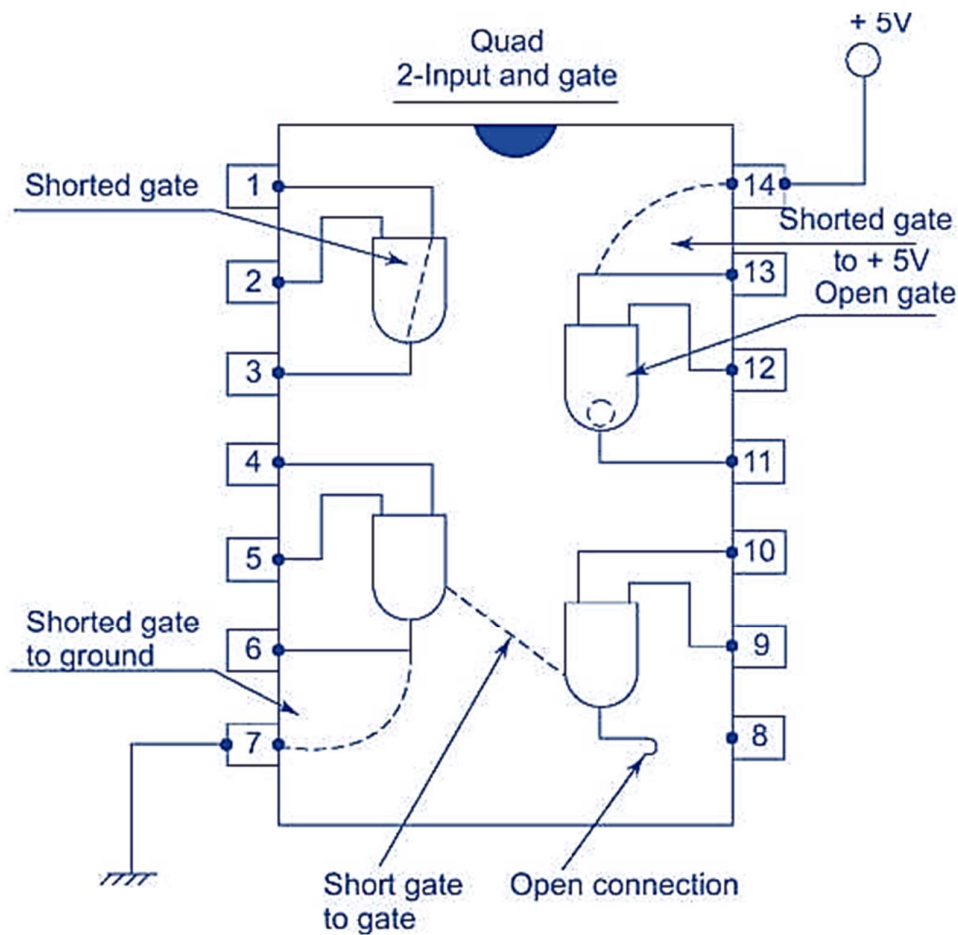 + 5V
Quad
2-Input and gate
Shorted gate
1
14
Shorted gate
to + 5V
Open gate
2
13
3
12
4
11
5
10
Shorted gate
to ground
6
9
7
8
Short gate
to gate
Open connection